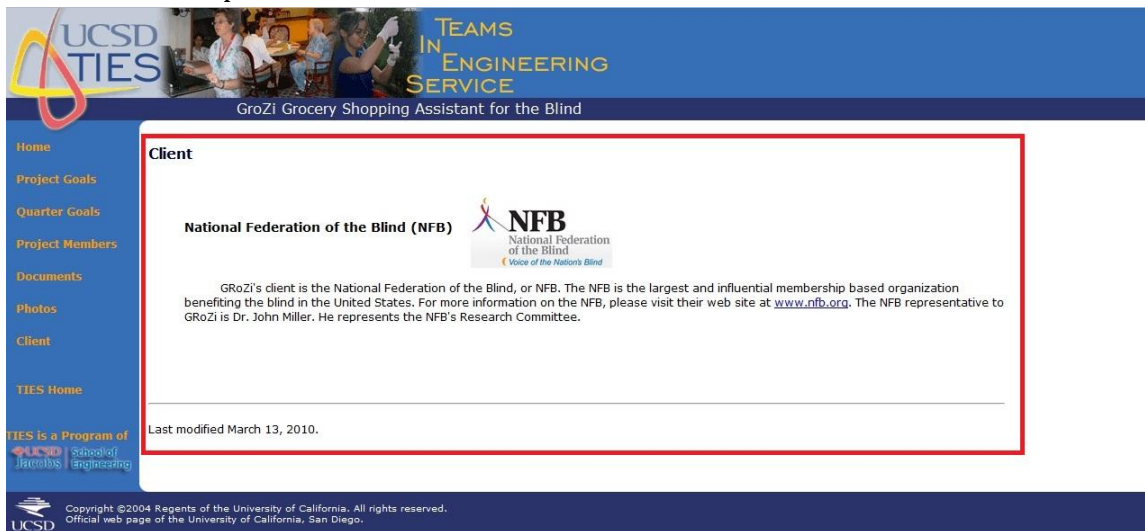 UCSD
TIES
TEAMS
IN
ENGINEERING
SERVICE
GroZi Grocery Shopping Assistant for the Blind
Home
Project Goals
Quarter Goals
Project Members
Documents
Photos
Client
TIES Home
TIES is a Program of
UCSD | School of
Jacobs | Engineering
Client
National Federation of the Blind (NFB)
NFB
National Federation
of the Blind
Voice of the Nation's Blind
GRoZi's client is the National Federation of the Blind, or NFB. The NFB is the largest and influential membership based organization
benefiting the blind in the United States. For more information on the NFB, please visit their web site at www.nfb.org. The NFB representative to
GRoZi is Dr. John Miller. He represents the NFB's Research Committee.
Last modified March 13, 2010.
UCSD
Copyright ©2004 Regents of the University of California. All rights reserved.
Official web page of the University of California, San Diego.